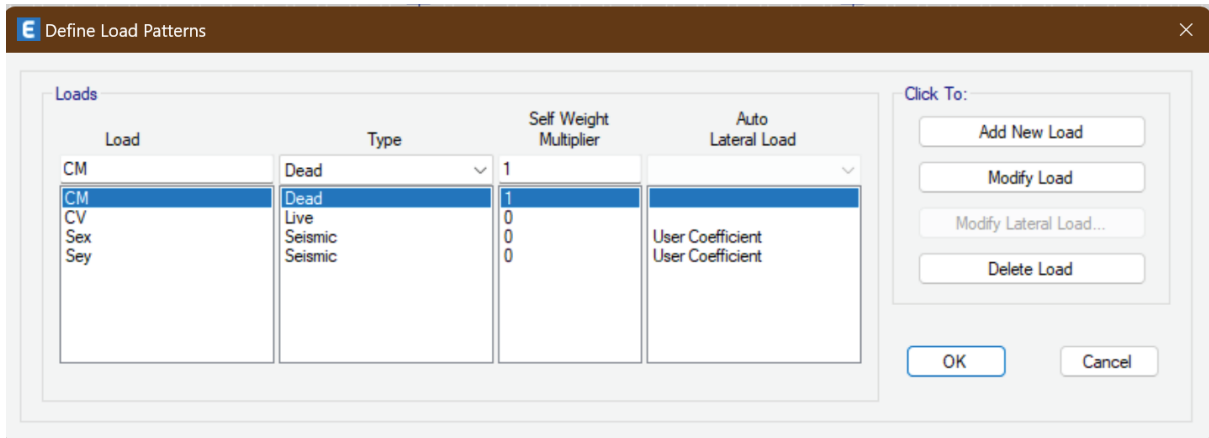 E Define Load Patterns
Loads
Load Type Self Weight Multiplier Auto Lateral Load
CM Dead 1
CM Dead 1
CV Live 0
Sex Seismic 0 User Coefficient
Sey Seismic 0 User Coefficient
Click To:
Add New Load
Modify Load
Modify Lateral Load...
Delete Load
OK Cancel